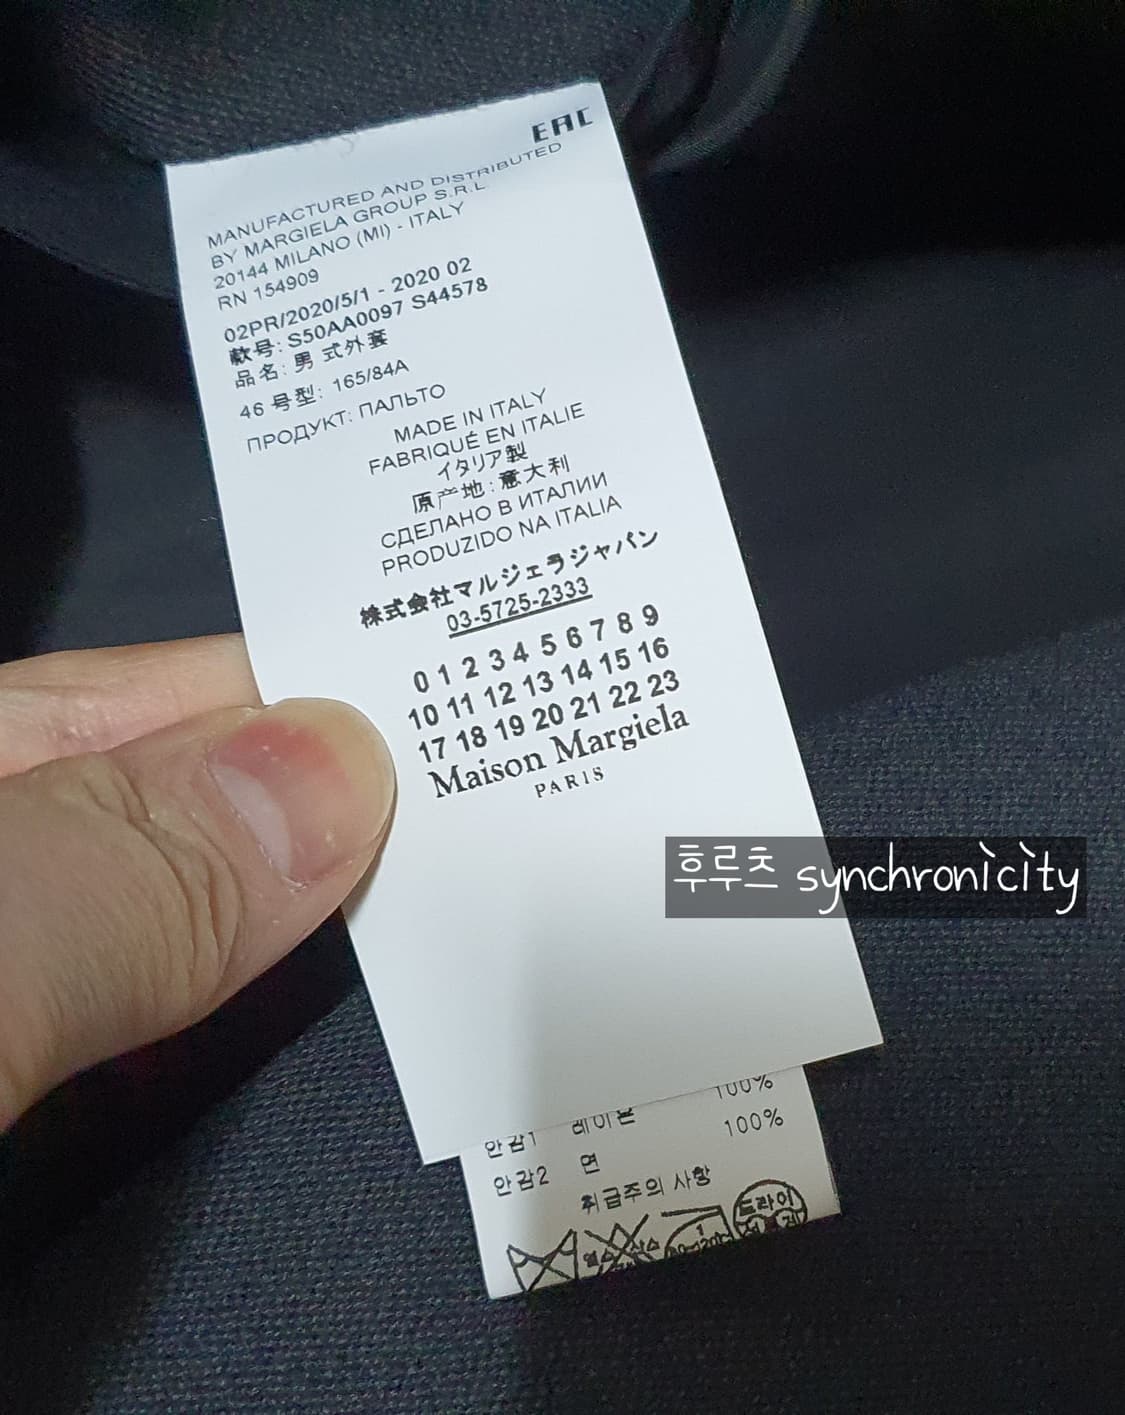 EAC
MANUFACTURED AND DISTRIBUTED
BY MARGIELA GROUP S.R.L
20144 MILANO (MI) - ITALY
RN 154909
02PR/2020/5/1 - 2020 02
款号: S50AA0097 S44578
品名: 男 式外套
46 号型: 165/84A
ПРОДУКТ: ПАЛЬТО
MADE IN ITALY
FABRIQUÉ EN ITALIE
イタリア製
原产地: 意大利
СДЕЛАНО В ИТАЛИИ
PRODUZIDO NA ITALIA
株式会社マルジェラジャパン
03-5725-2333
0 1 2 3 4 5 6 7 8 9
10 11 12 13 14 15 16
17 18 19 20 21 22 23
Maison Margiela
PARIS
후루츠 synchronicity
안감1 레이온 100%
안감2 면 100%
취급주의 사항
드라이